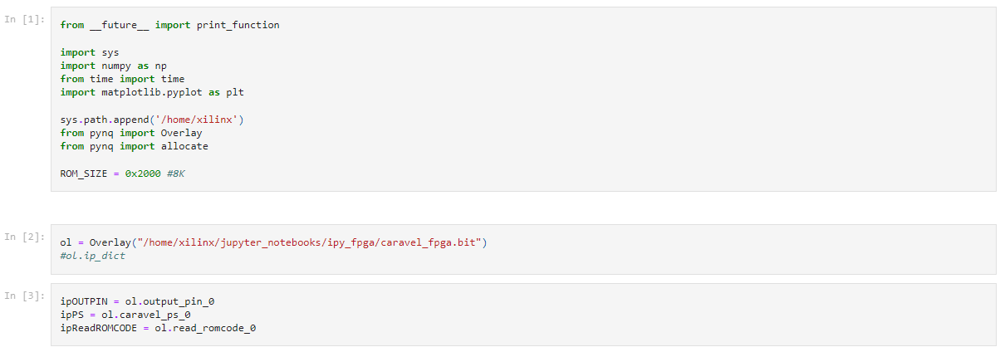 In [1]:
from __future__ import print_function
import sys
import numpy as np
from time import time
import matplotlib.pyplot as plt
sys.path.append('/home/xilinx')
from pynq import Overlay
from pynq import allocate
ROM_SIZE = 0x2000 #8K
In [2]:
ol = Overlay("/home/xilinx/jupyter_notebooks/ipy_fpga/caravel_fpga.bit")
#ol.ip_dict
In [3]:
ipOUTPIN = ol.output_pin_0
ipPS = ol.caravel_ps_0
ipReadROMCODE = ol.read_romcode_0